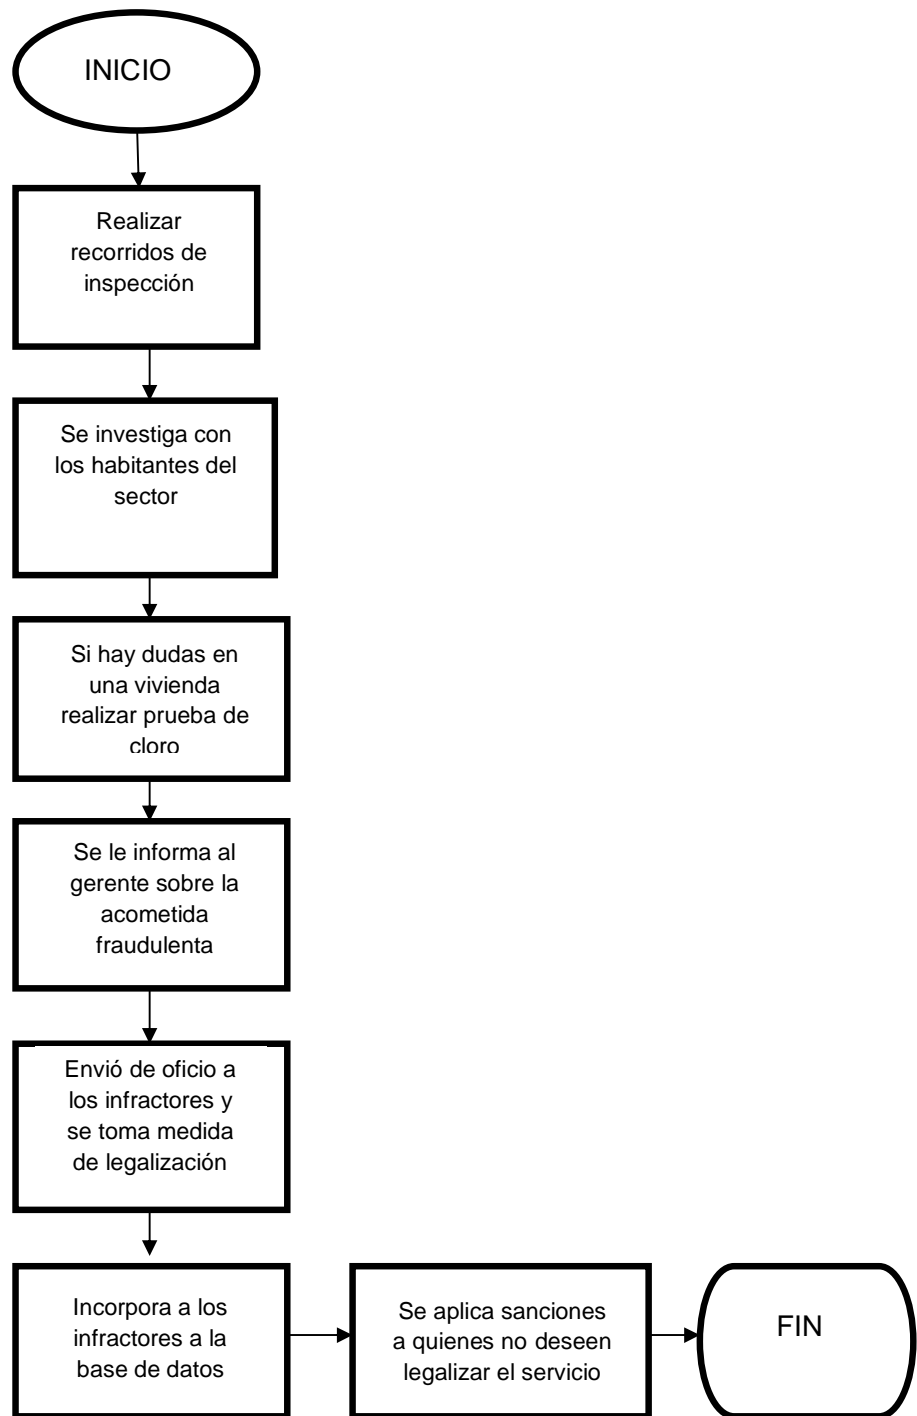 INICIO
Realizar
recorridos de
inspección
Se investiga con
los habitantes del
sector
Si hay dudas en
una vivienda
realizar prueba de
cloro
Se le informa al
gerente sobre la
acometida
fraudulenta
Envió de oficio a
los infractores y
se toma medida
de legalización
Incorpora a los
infractores a la
base de datos
Se aplica sanciones
a quienes no deseen
legalizar el servicio
FIN